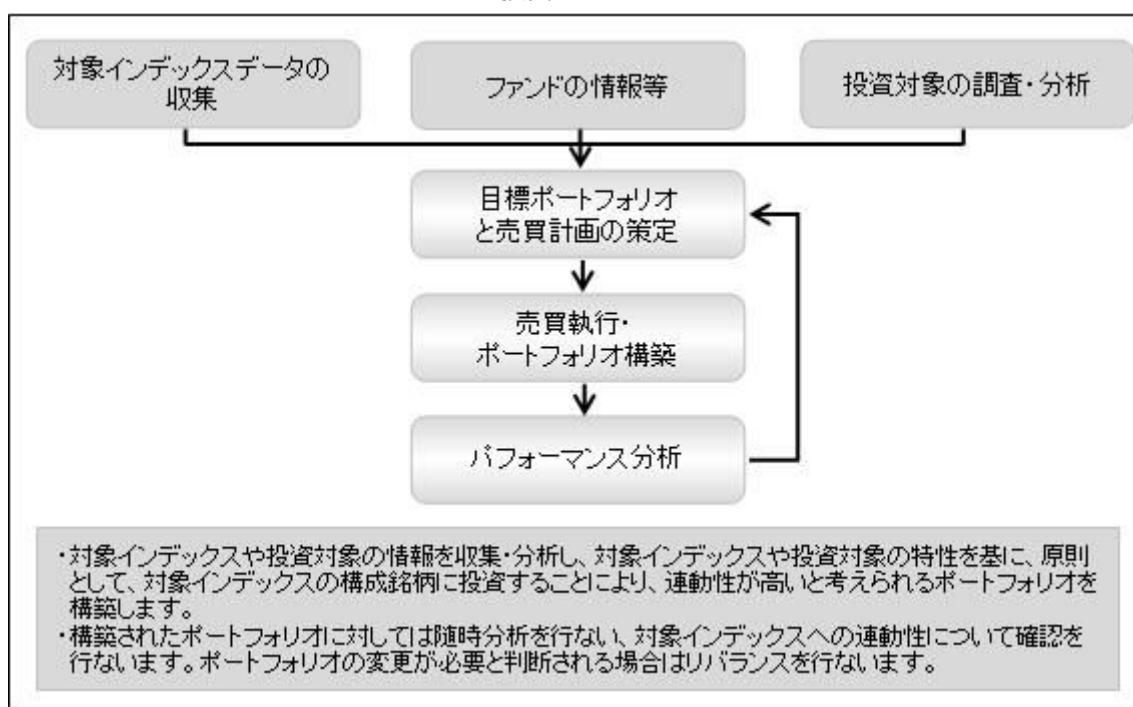 対象インデックスデータの
収集
ファンドの情報等
投資対象の調査・分析
目標ポートフォリオ
と売買計画の策定
売買執行・
ポートフォリオ構築
パフォーマンス分析
・対象インデックスや投資対象の情報を収集・分析し、対象インデックスや投資対象の特性を基に、原則
として、対象インデックスの構成銘柄に投資することにより、連動性が高いと考えられるポートフォリオを
構築します。
・構築されたポートフォリオに対しては随時分析を行ない、対象インデックスへの連動性について確認を
行ないます。ポートフォリオの変更が必要と判断される場合はリバランスを行ないます。